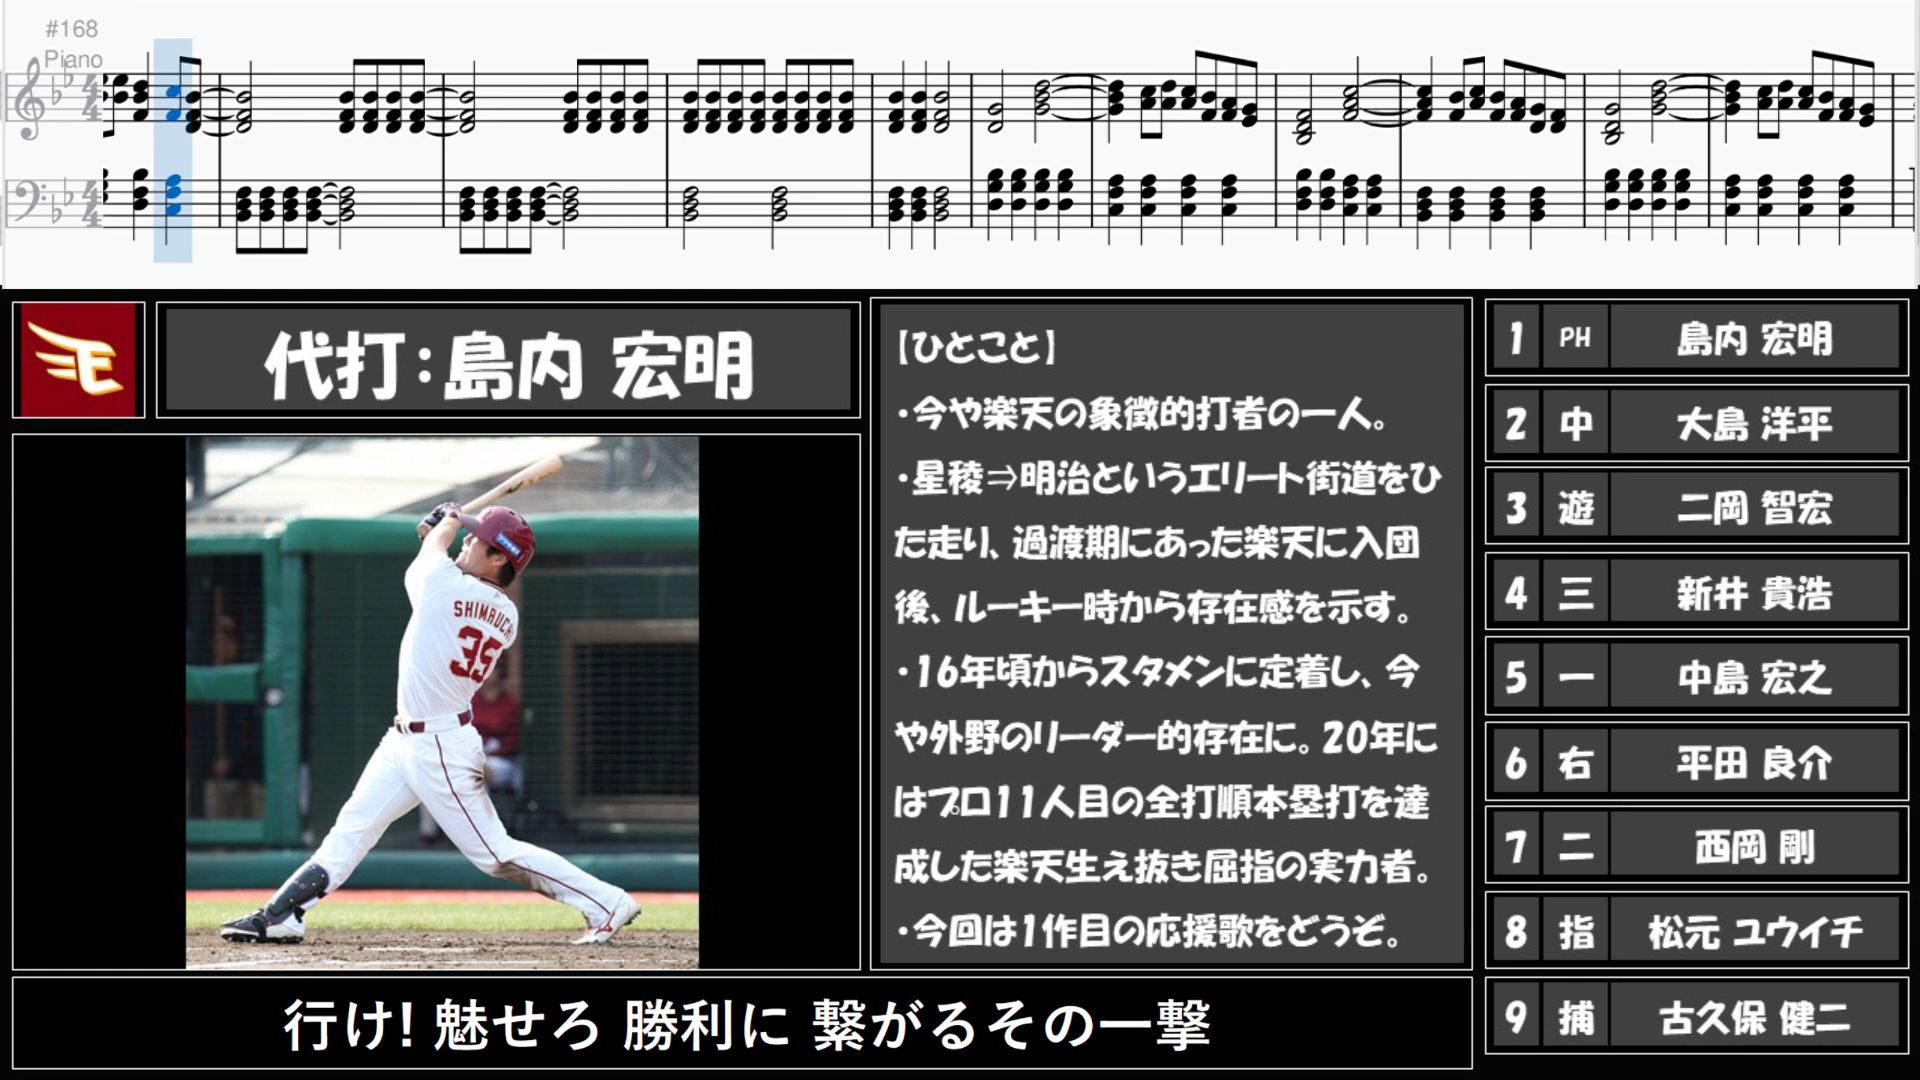 #168
Piano
代打:島内 宏明
SHIMAUCHI
35
【ひとこと】
・今や楽天の象徴的打者の一人。
・星稜⇒明治というエリート街道をひ
た走り、過渡期にあった楽天に入団
後、ルーキー時から存在感を示す。
・16年頃からスタメンに定着し、今
や外野のリーダー的存在に。20年に
はプロ11人目の全打順本塁打を達
成した楽天生え抜き屈指の実力者。
・今回は1作目の応援歌をどうぞ。
1 PH 島内 宏明
2 中 大島 洋平
3 遊 二岡 智宏
4 三 新井 貴浩
5 一 中島 宏之
6 右 平田 良介
7 二 西岡 剛
8 指 松元 ユウイチ
9 捕 古久保 健二
行け! 魅せろ 勝利に 繋がるその一撃